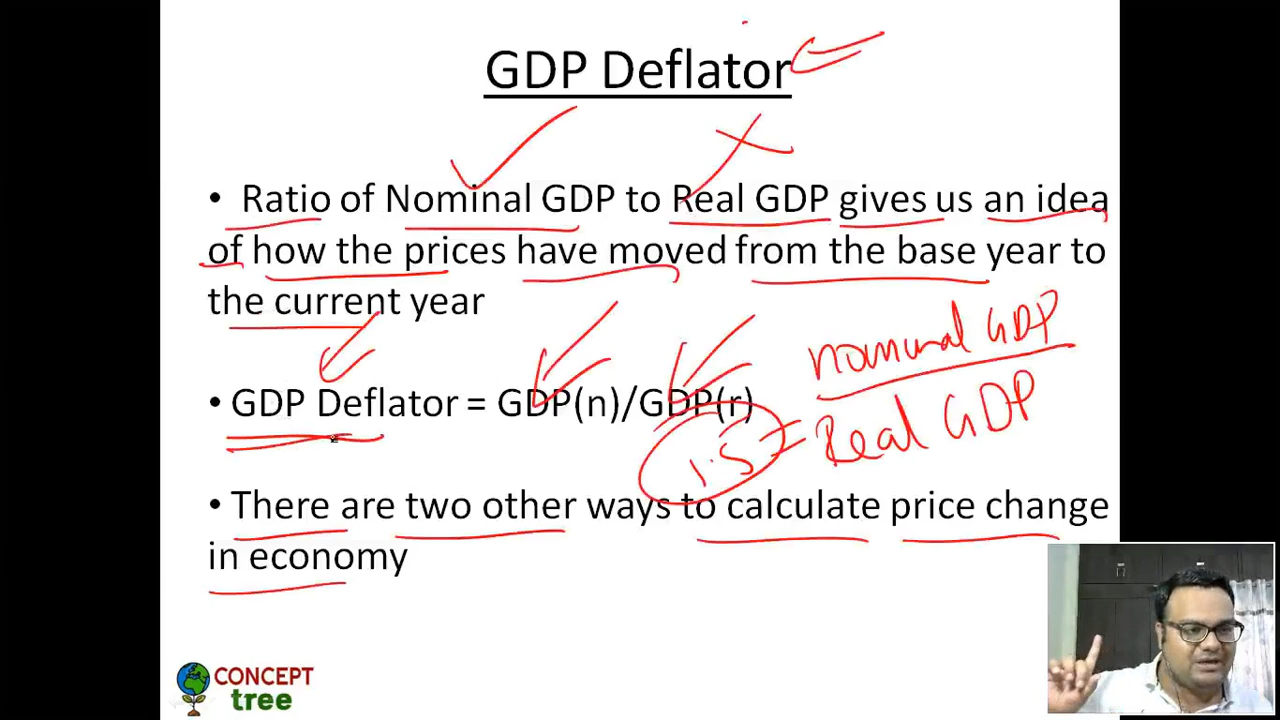 GDP Deflator
• Ratio of Nominal GDP to Real GDP gives us an idea
of how the prices have moved from the base year to
the current year
nominal GDP
• GDP Deflator = GDP(n)/GDP(r)
1.5 = Real GDP
• There are two other ways to calculate price change
in economy
CONCEPT
tree